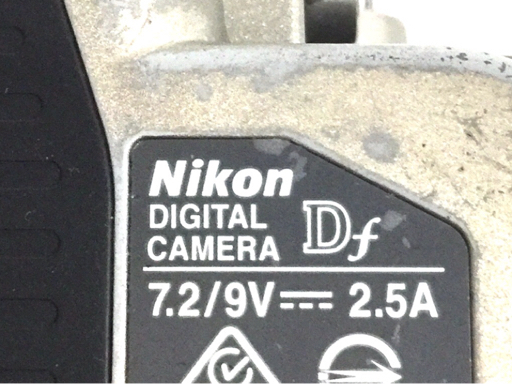 Nikon
DIGITAL
CAMERA Df
7.2/9V⎓ 2.5A